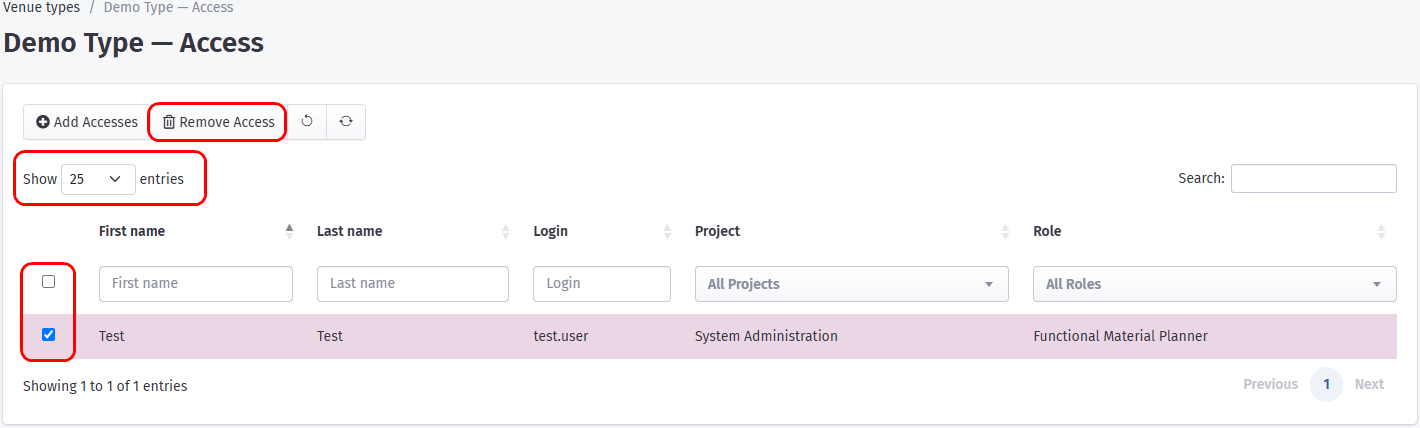 Venue types / Demo Type — Access
Demo Type — Access
Add Accesses Remove Access
Show 25 entries Search:
First name Last name Login Project Role
First name Last name Login All Projects All Roles
Test Test test.user System Administration Functional Material Planner
Showing 1 to 1 of 1 entries Previous 1 Next